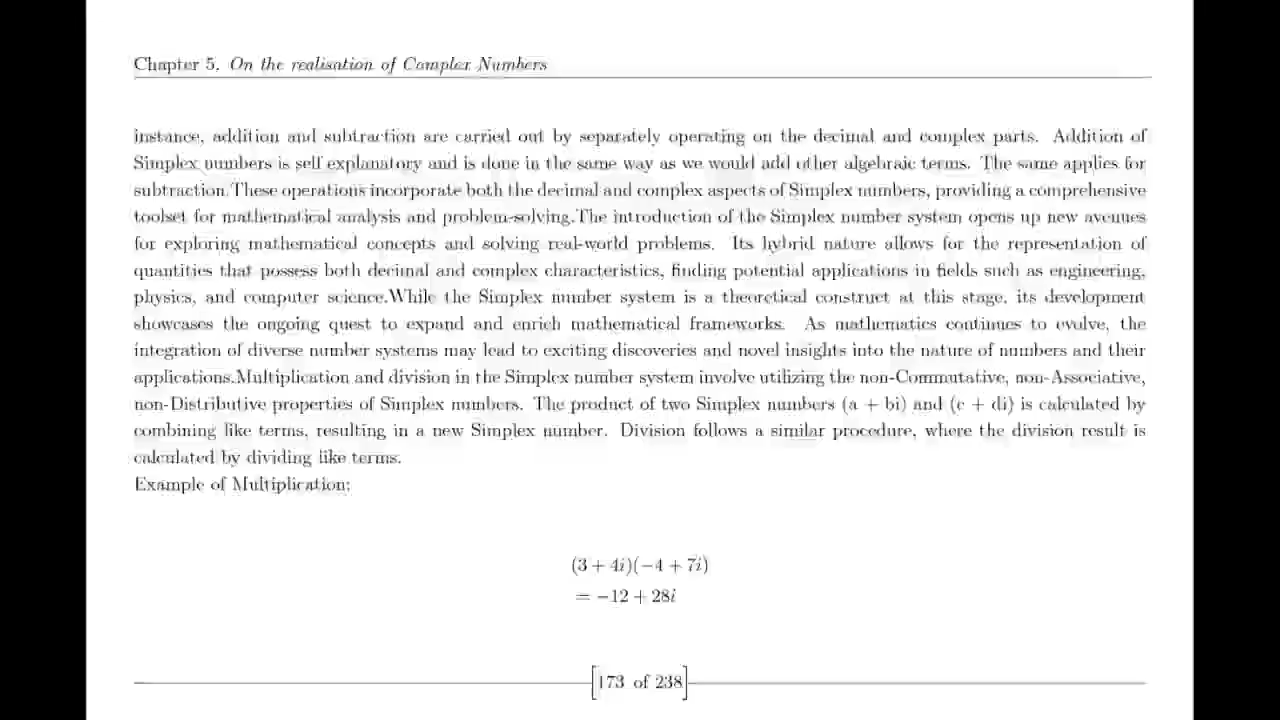 Chapter 5. On the realisation of Complex Numbers
instance, addition and subtraction are carried out by separately operating on the decimal and complex parts. Addition of
Simplex numbers is self explanatory and is done in the same way as we would add other algebraic terms. The same applies for
subtraction.These operations incorporate both the decimal and complex aspects of Simplex numbers, providing a comprehensive
toolset for mathematical analysis and problem-solving.The introduction of the Simplex number system opens up new avenues
for exploring mathematical concepts and solving real-world problems. Its hybrid nature allows for the representation of
quantities that possess both decimal and complex characteristics, finding potential applications in fields such as engineering,
physics, and computer science.While the Simplex number system is a theoretical construct at this stage, its development
showcases the ongoing quest to expand and enrich mathematical frameworks. As mathematics continues to evolve, the
integration of diverse number systems may lead to exciting discoveries and novel insights into the nature of numbers and their
applications.Multiplication and division in the Simplex number system involve utilizing the non-Commutative, non-Associative,
non-Distributive properties of Simplex numbers. The product of two Simplex numbers (a + bi) and (c + di) is calculated by
combining like terms, resulting in a new Simplex number. Division follows a similar procedure, where the division result is
calculated by dividing like terms.
Example of Multiplication:
(3 + 4i)(−4 + 7i)
= −12 + 28i
[173 of 238]